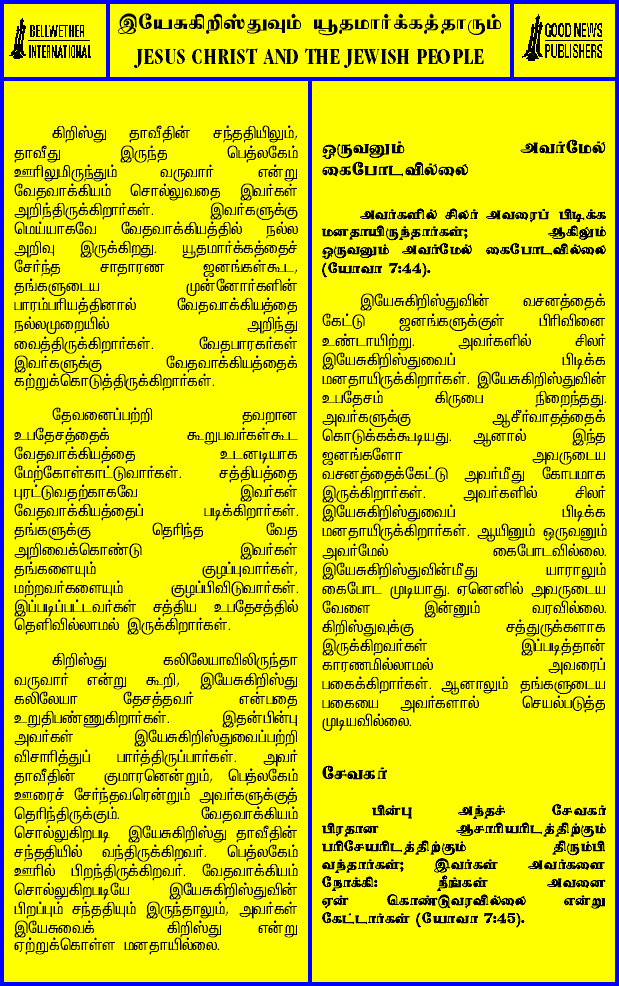 BELLWETHER
INTERNATIONAL
இயேசுகிறிஸ்துவும் யூதமார்க்கத்தாரும்
JESUS CHRIST AND THE JEWISH PEOPLE
GOOD NEWS
PUBLISHERS
கிறிஸ்து தாவீதின் சந்ததியிலும்,
தாவீது இருந்த பெத்லகேம்
ஊரிலுமிருந்தும் வருவார் என்று
வேதவாக்கியம் சொல்லுவதை இவர்கள்
அறிந்திருக்கிறார்கள். இவர்களுக்கு
மெய்யாகவே வேதவாக்கியத்தில் நல்ல
அறிவு இருக்கிறது. யூதமார்க்கத்தைச்
சேர்ந்த சாதாரண ஜனங்கள்கூட,
தங்களுடைய முன்னோர்களின்
பாரம்பரியத்தினால் வேதவாக்கியத்தை
நல்லமுறையில் அறிந்து
வைத்திருக்கிறார்கள். வேதபாரகர்கள்
இவர்களுக்கு வேதவாக்கியத்தைக்
கற்றுக்கொடுத்திருக்கிறார்கள்.
தேவனைப்பற்றி தவறான
உபதேசத்தைக் கூறுபவர்கள்கூட
வேதவாக்கியத்தை உடனடியாக
மேற்கோள்காட்டுவார்கள். சத்தியத்தை
புரட்டுவதற்காகவே இவர்கள்
வேதவாக்கியத்தைப் படிக்கிறார்கள்.
தங்களுக்கு தெரிந்த வேத
அறிவைக்கொண்டு இவர்கள்
தங்களையும் குழப்புவார்கள்,
மற்றவர்களையும் குழப்பிவிடுவார்கள்.
இப்படிப்பட்டவர்கள் சத்திய உபதேசத்தில்
தெளிவில்லாமல் இருக்கிறார்கள்.
கிறிஸ்து கலிலேயாவிலிருந்தா
வருவார் என்று கூறி, இயேசுகிறிஸ்து
கலிலேயா தேசத்தவர் என்பதை
உறுதிபண்ணுகிறார்கள். இதன்பின்பு
அவர்கள் இயேசுகிறிஸ்துவைப்பற்றி
விசாரித்துப் பார்த்திருப்பார்கள். அவர்
தாவீதின் குமாரனென்றும், பெத்லகேம்
ஊரைச் சேர்ந்தவரென்றும் அவர்களுக்குத்
தெரிந்திருக்கும். வேதவாக்கியம்
சொல்லுகிறபடி இயேசுகிறிஸ்து தாவீதின்
சந்ததியில் வந்திருக்கிறவர். பெத்லகேம்
ஊரில் பிறந்திருக்கிறவர். வேதவாக்கியம்
சொல்லுகிறபடியே இயேசுகிறிஸ்துவின்
பிறப்பும் சந்ததியும் இருந்தாலும், அவர்கள்
இயேசுவைக் கிறிஸ்து என்று
ஏற்றுக்கொள்ள மனதாயில்லை.
ஒருவனும் அவர்மேல்
கைபோடவில்லை
அவர்களில் சிலர் அவரைப் பிடிக்க
மனதாயிருந்தார்கள்; ஆகிலும்
ஒருவனும் அவர்மேல் கைபோடவில்லை
(யோவா 7:44).
இயேசுகிறிஸ்துவின் வசனத்தைக்
கேட்டு ஜனங்களுக்குள் பிரிவினை
உண்டாயிற்று. அவர்களில் சிலர்
இயேசுகிறிஸ்துவைப் பிடிக்க
மனதாயிருக்கிறார்கள். இயேசுகிறிஸ்துவின்
உபதேசம் கிருபை நிறைந்தது.
அவர்களுக்கு ஆசீர்வாதத்தைக்
கொடுக்கக்கூடியது. ஆனால் இந்த
ஜனங்களோ அவருடைய
வசனத்தைக்கேட்டு அவர்மீது கோபமாக
இருக்கிறார்கள். அவர்களில் சிலர்
இயேசுகிறிஸ்துவைப் பிடிக்க
மனதாயிருக்கிறார்கள். ஆயினும் ஒருவனும்
அவர்மேல் கைபோடவில்லை.
இயேசுகிறிஸ்துவின்மீது யாராலும்
கைபோட முடியாது. ஏனெனில் அவருடைய
வேளை இன்னும் வரவில்லை.
கிறிஸ்துவுக்கு சத்துருக்களாக
இருக்கிறவர்கள் இப்படித்தான்
காரணமில்லாமல் அவரைப்
பகைக்கிறார்கள். ஆனாலும் தங்களுடைய
பகையை அவர்களால் செயல்படுத்த
முடியவில்லை.
சேவகர்
பின்பு அந்தச் சேவகர்
பிரதான ஆசாரியரிடத்திற்கும்
பரிசேயரிடத்திற்கும் திரும்பி
வந்தார்கள்; இவர்கள் அவர்களை
நோக்கி: நீங்கள் அவனை
ஏன் கொண்டுவரவில்லை என்று
கேட்டார்கள் (யோவா 7:45).